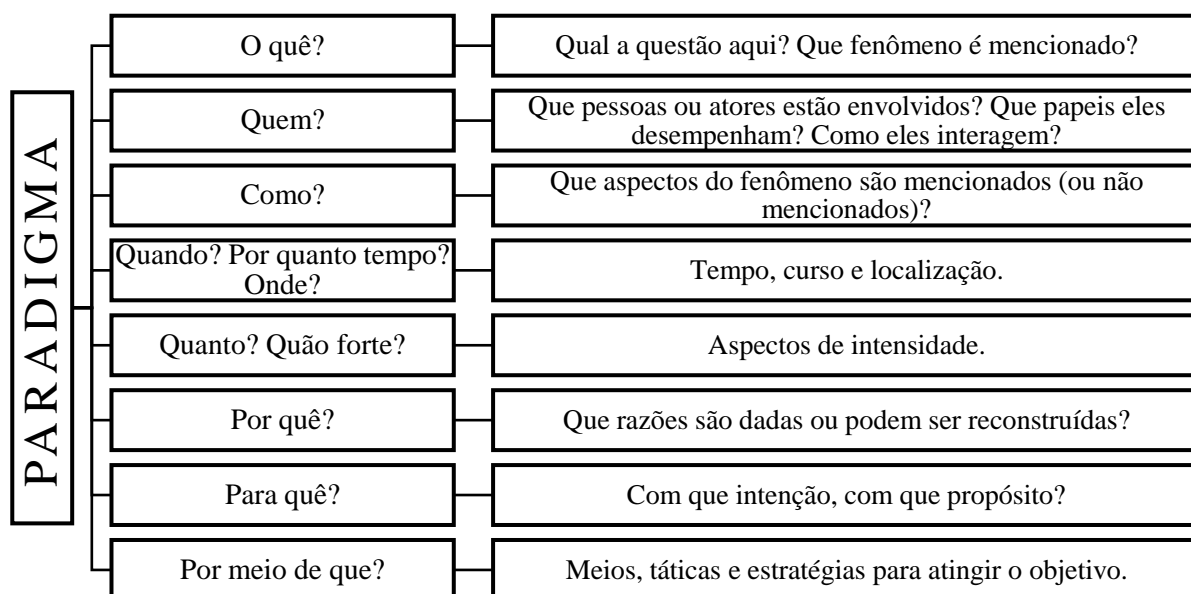 PARADIGMA
O quê?
Qual a questão aqui? Que fenômeno é mencionado?
Quem?
Que pessoas ou atores estão envolvidos? Que papeis eles
desempenham? Como eles interagem?
Como?
Que aspectos do fenômeno são mencionados (ou não
mencionados)?
Quando? Por quanto tempo?
Onde?
Tempo, curso e localização.
Quanto? Quão forte?
Aspectos de intensidade.
Por quê?
Que razões são dadas ou podem ser reconstruídas?
Para quê?
Com que intenção, com que propósito?
Por meio de que?
Meios, táticas e estratégias para atingir o objetivo.